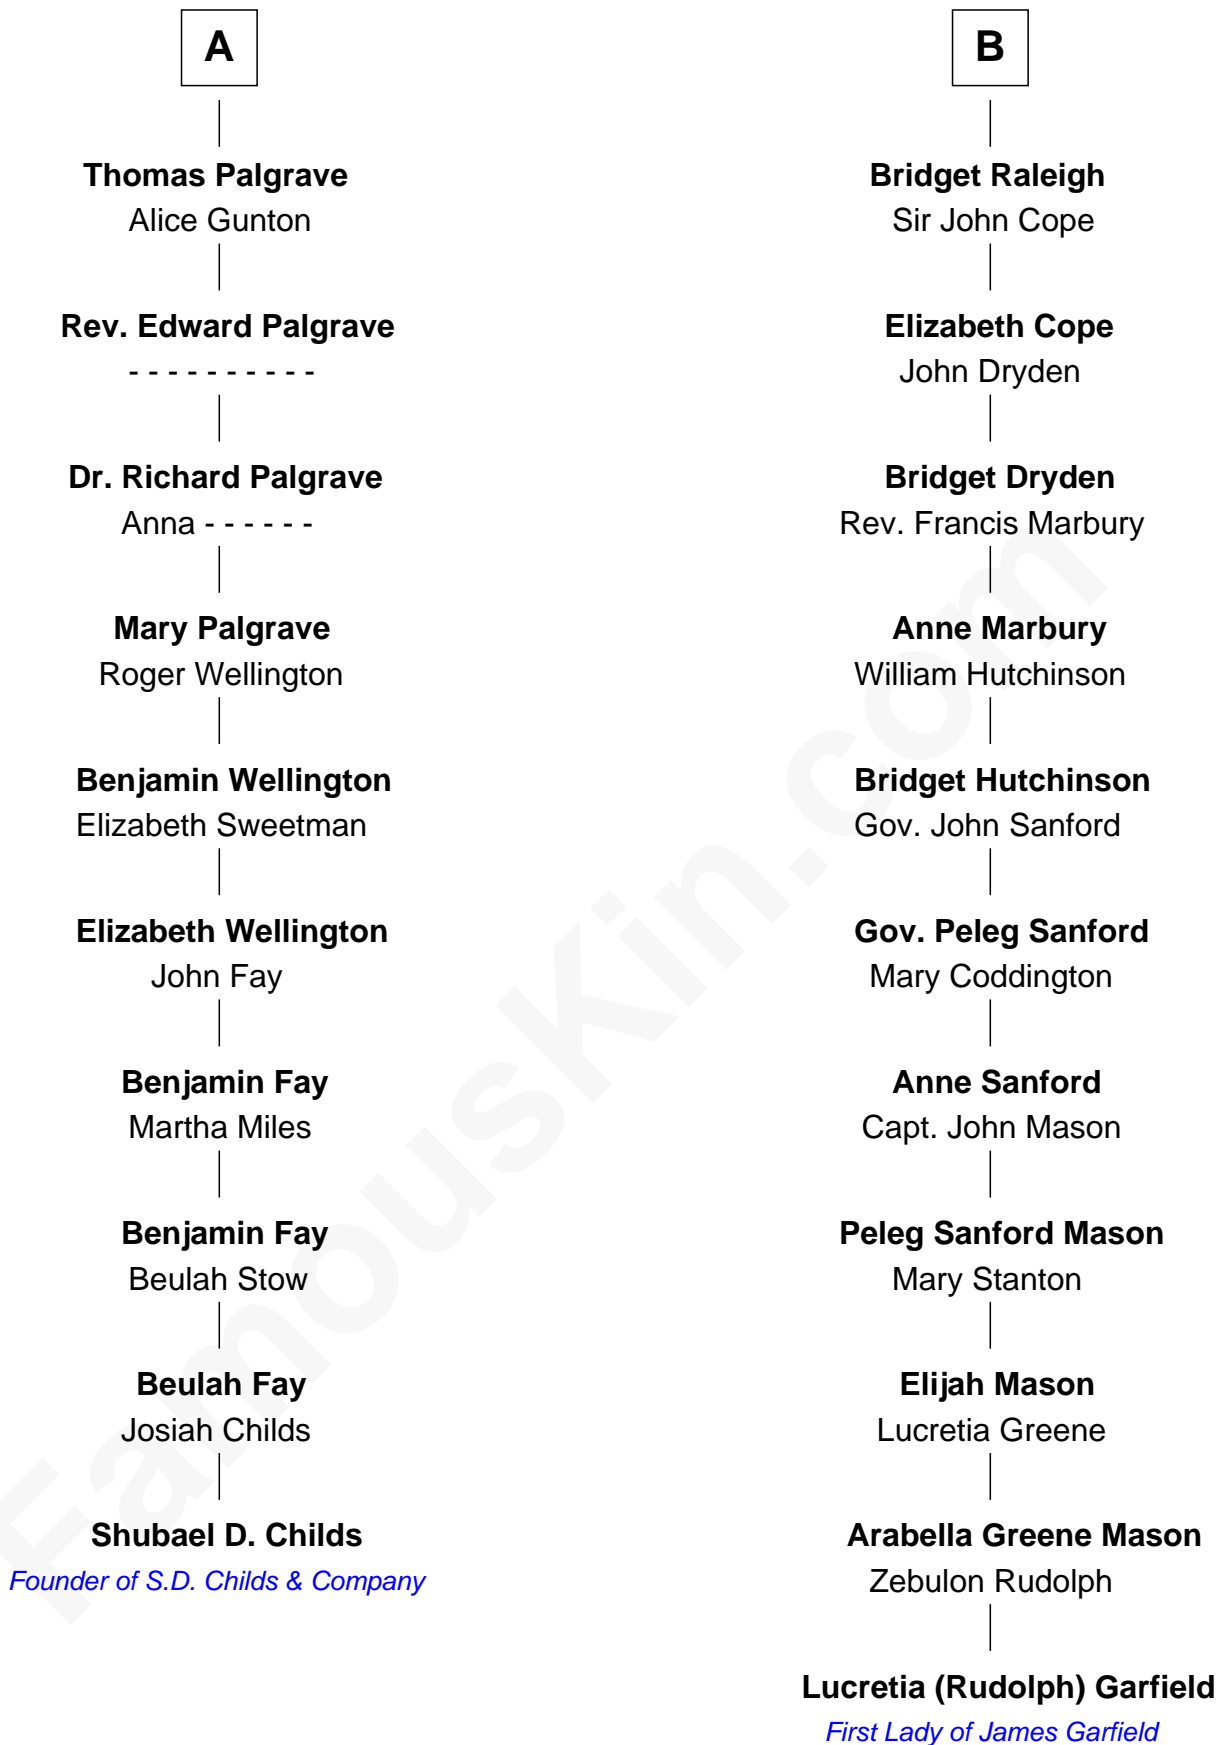 A
Thomas Palgrave
Alice Gunton
Rev. Edward Palgrave
- - - - - - - - - -
Dr. Richard Palgrave
Anna - - - - - -
Mary Palgrave
Roger Wellington
Benjamin Wellington
Elizabeth Sweetman
Elizabeth Wellington
John Fay
Benjamin Fay
Martha Miles
Benjamin Fay
Beulah Stow
Beulah Fay
Josiah Childs
Shubael D. Childs
Founder of S.D. Childs & Company
B
Bridget Raleigh
Sir John Cope
Elizabeth Cope
John Dryden
Bridget Dryden
Rev. Francis Marbury
Anne Marbury
William Hutchinson
Bridget Hutchinson
Gov. John Sanford
Gov. Peleg Sanford
Mary Coddington
Anne Sanford
Capt. John Mason
Peleg Sanford Mason
Mary Stanton
Elijah Mason
Lucretia Greene
Arabella Greene Mason
Zebulon Rudolph
Lucretia (Rudolph) Garfield
First Lady of James Garfield
FamousKin.com